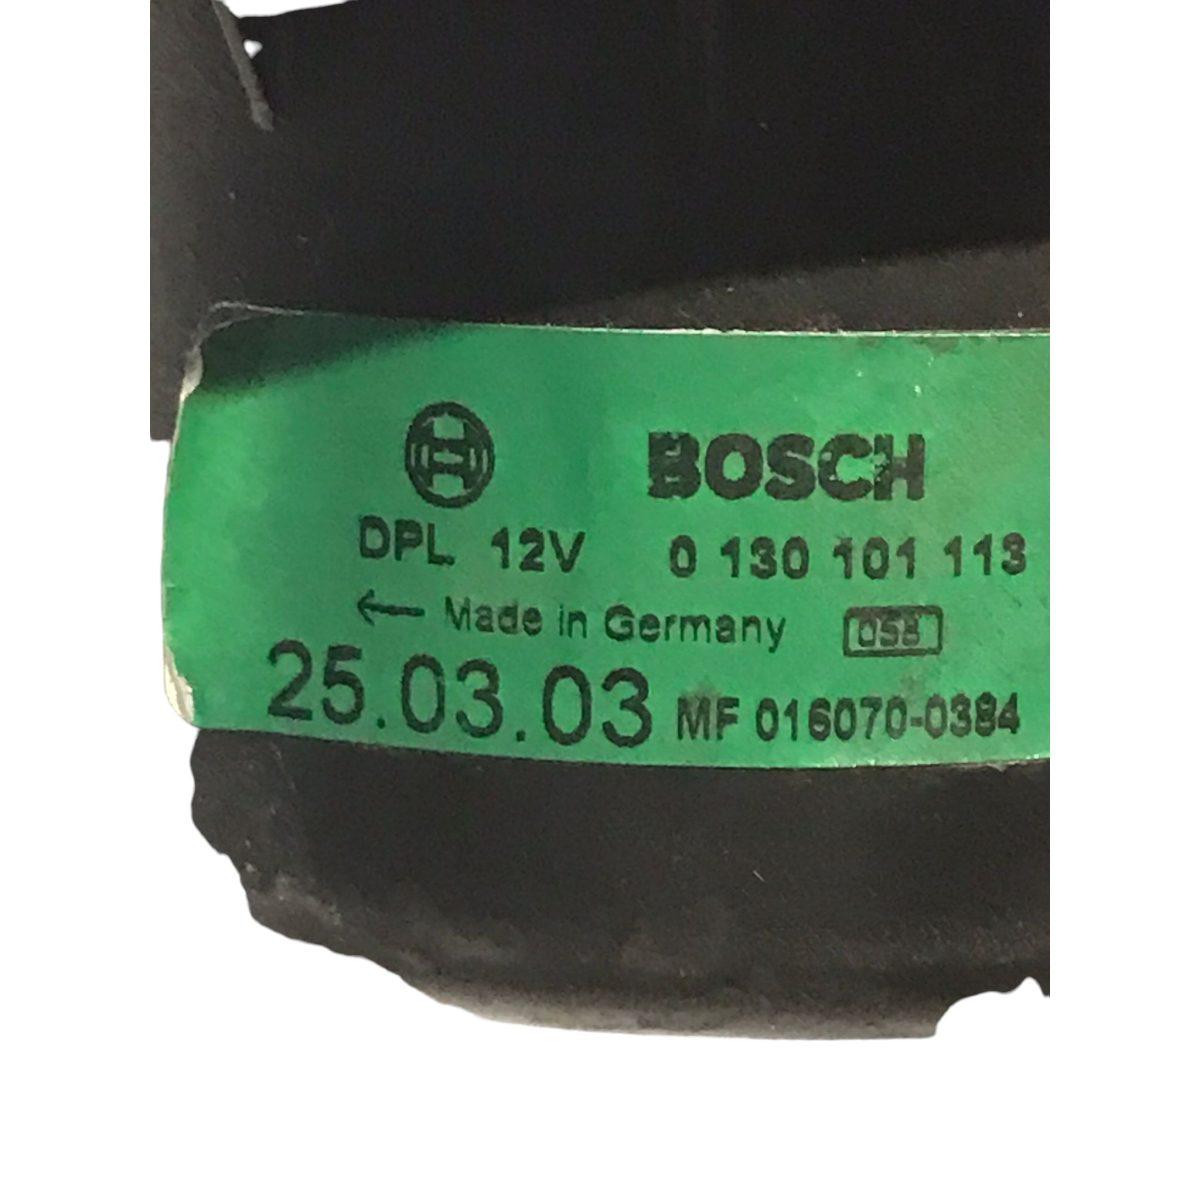 BOSCH
DPL 12V 0 130 101 113
← Made in Germany 058
25.03.03 MF 016070-0384